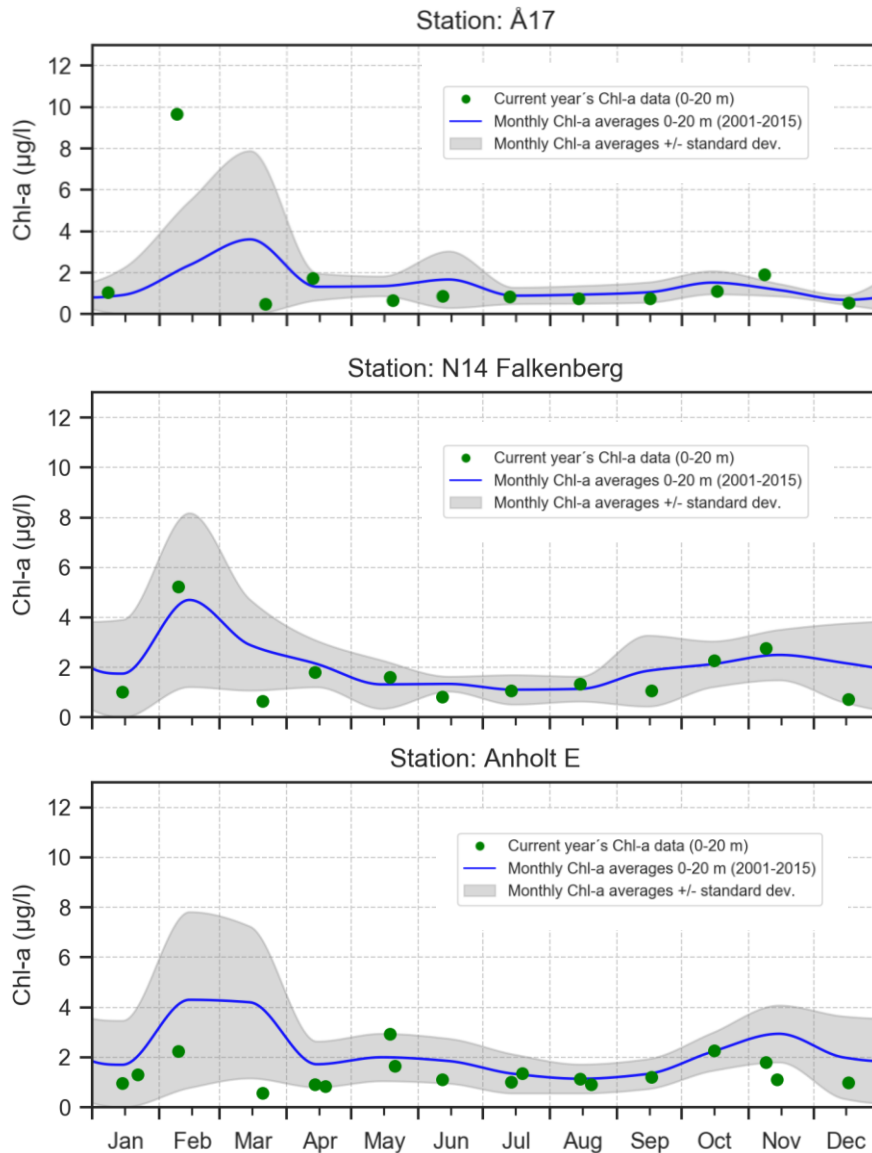 Station: Å17
12
10
8
6
4
2
0
Chl-a (µg/l)
Current year´s Chl-a data (0-20 m)
Monthly Chl-a averages 0-20 m (2001-2015)
Monthly Chl-a averages +/- standard dev.
Station: N14 Falkenberg
12
10
8
6
4
2
0
Chl-a (µg/l)
Current year´s Chl-a data (0-20 m)
Monthly Chl-a averages 0-20 m (2001-2015)
Monthly Chl-a averages +/- standard dev.
Station: Anholt E
12
10
8
6
4
2
0
Chl-a (µg/l)
Current year´s Chl-a data (0-20 m)
Monthly Chl-a averages 0-20 m (2001-2015)
Monthly Chl-a averages +/- standard dev.
Jan Feb Mar Apr May Jun Jul Aug Sep Oct Nov Dec